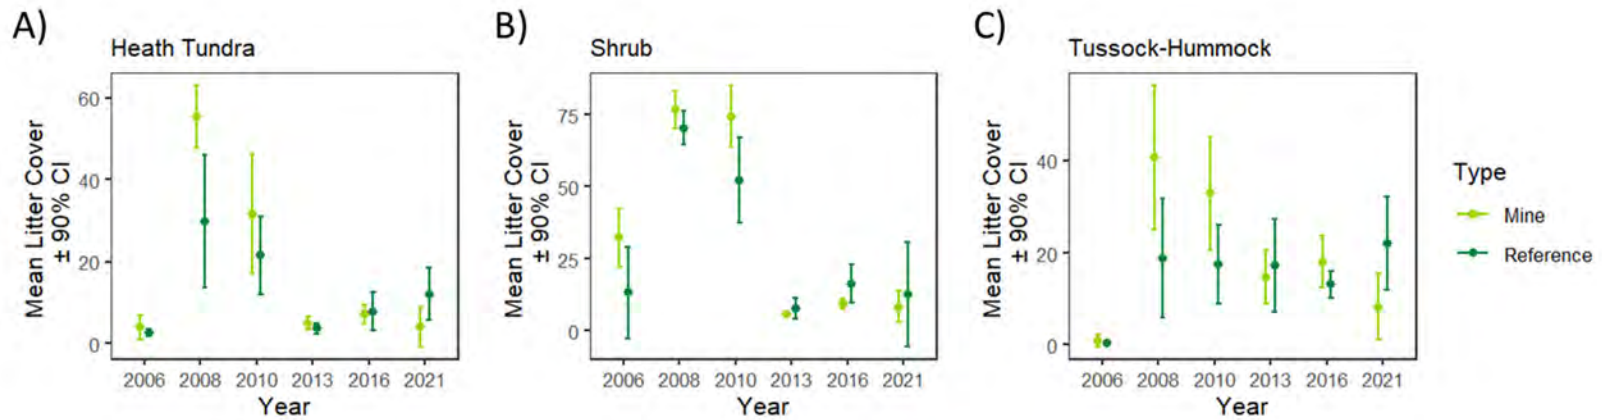 A)
Heath Tundra
Mean Litter Cover
± 90% CI
60
40
20
0
2006 2008 2010 2013 2016 2021
Year
B)
Shrub
Mean Litter Cover
± 90% CI
75
50
25
0
2006 2008 2010 2013 2016 2021
Year
C)
Tussock-Hummock
Mean Litter Cover
± 90% CI
40
20
0
2006 2008 2010 2013 2016 2021
Year
Type
Mine
Reference